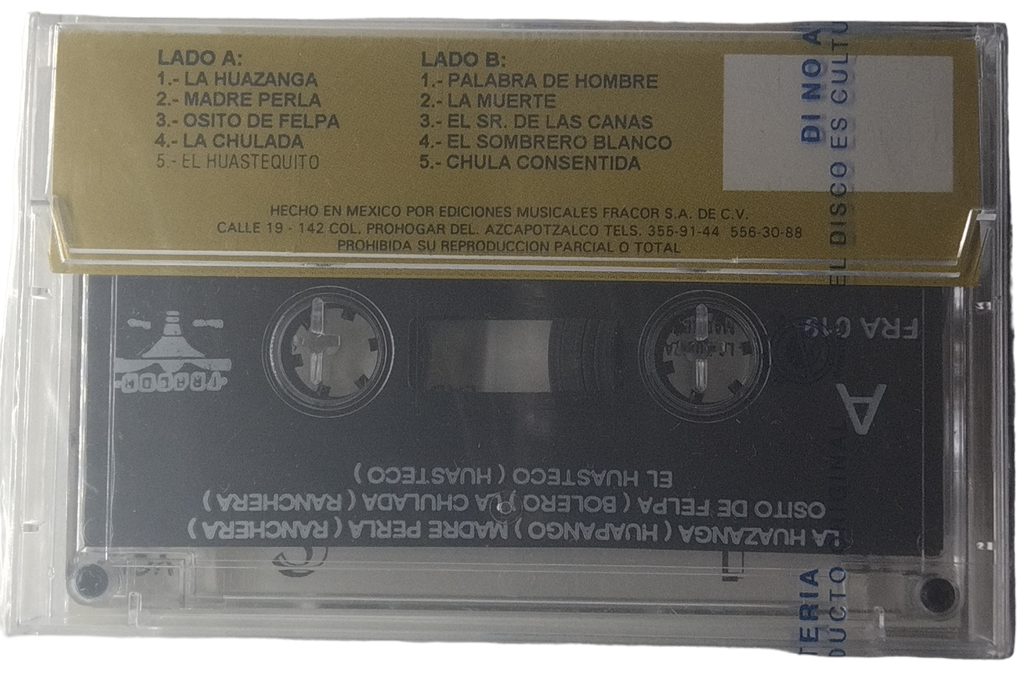 LADO A:
1.- LA HUAZANGA
2.- MADRE PERLA
3.- OSITO DE FELPA
4.- LA CHULADA
5.- EL HUASTEQUITO
LADO B:
1.- PALABRA DE HOMBRE
2.- LA MUERTE
3.- EL SR. DE LAS CANAS
4.- EL SOMBRERO BLANCO
5.- CHULA CONSENTIDA
HECHO EN MEXICO POR EDICIONES MUSICALES FRACOR S.A. DE C.V.
CALLE 19 - 142 COL. PROHOGAR DEL. AZCAPOTZALCO TELS. 355-91-44 556-30-88
PROHIBIDA SU REPRODUCCION PARCIAL O TOTAL
DI NO A
EL DISCO ES CULTU
TERIA
DUCTO ORIGINAL
FRA 019
A
FRACOR
LA HUAZANGA ( HUAPANGO ) MADRE PERLA ( RANCHERA )
OSITO DE FELPA ( BOLERO ) LA CHULADA ( RANCHERA )
EL HUASTECO ( HUASTECO )